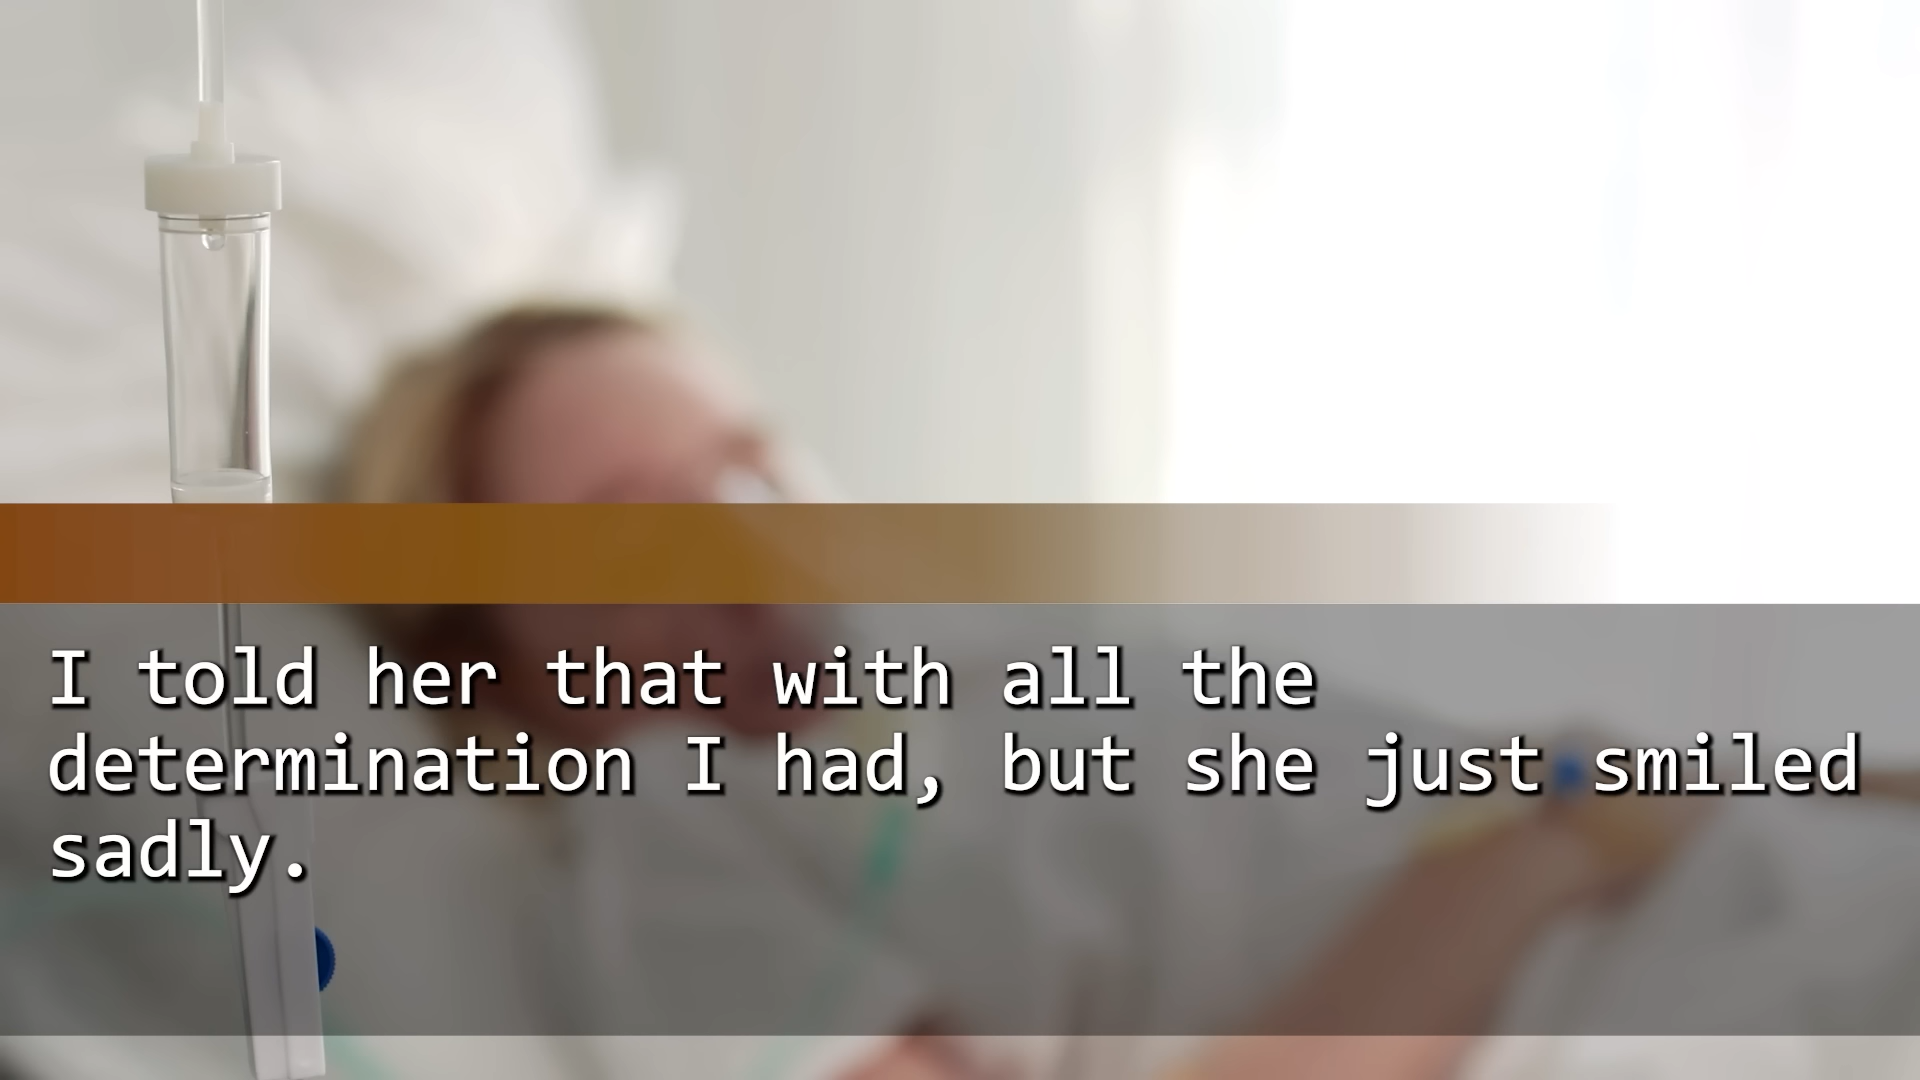 I told her that with all the
determination I had, but she just smiled
sadly.